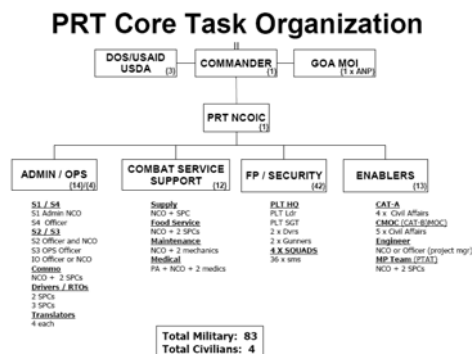 PRT Core Task Organization
DOS/USAID
USDA
(3)
COMMANDER
(1)
GOA MOI
(1 x ANP)
PRT NCOIC
(1)
ADMIN / OPS
(14)/(4)
COMBAT SERVICE
SUPPORT
(12)
FP / SECURITY
(42)
ENABLERS
(13)
S1 / S4
S1 Admin NCO
S4 Officer
S2 / S3
S2 Officer and NCO
S3 OPS Officer
IO Officer or NCO
Commo
NCO + 2 SPCs
Drivers / RTOs
2 SPCs
3 SPCs
Translators
4 each
Supply
NCO + SPC
Food Service
NCO + 2 SPCs
Maintenance
NCO + 2 mechanics
Medical
PA + NCO + 2 medics
PLT HQ
PLT Ldr
PLT SGT
2 x Dvrs
2 x Gunners
4 X SQUADS
36 x sms
CAT-A
4 x Civil Affairs
CMOC (CAT-B)MOC)
5 x Civil Affairs
Engineer
NCO or Officer (project mgr)
MP Team (PTAT)
NCO + 2 SPCs
Total Military: 83
Total Civilians: 4